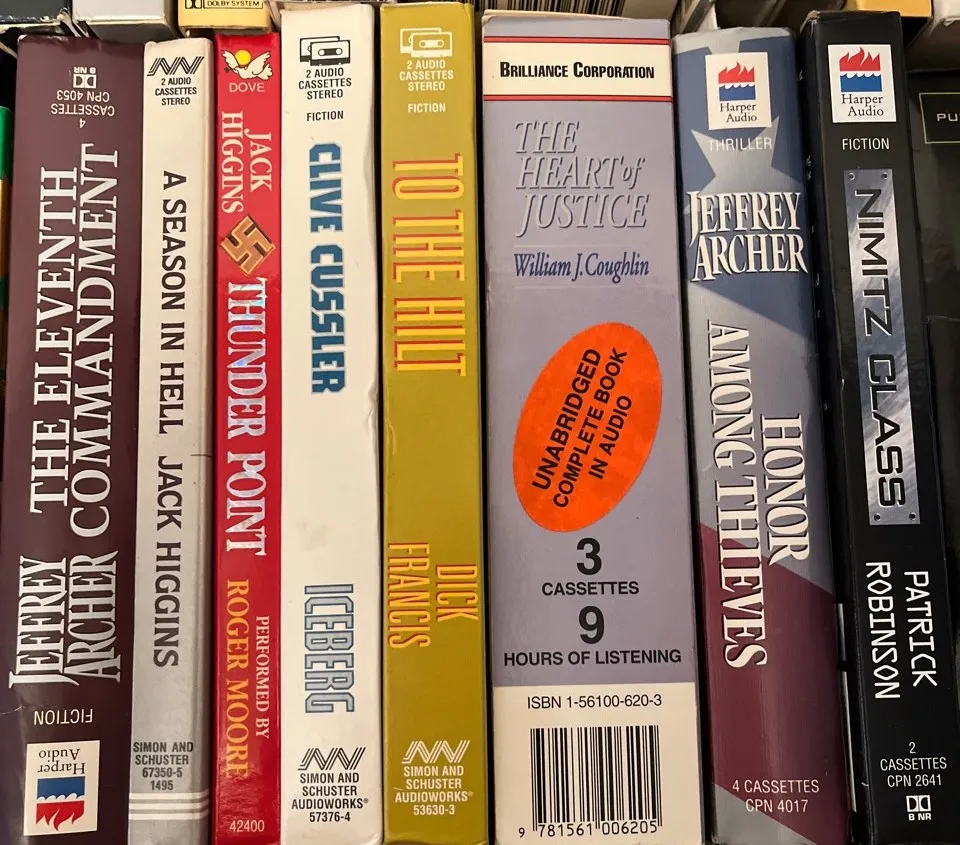 DOLBY SYSTEM
JEFFREY
ARCHER
THE ELEVENTH
COMMANDMENT
4
CASSETTES
CPN 4053
B NR
FICTION
Harper
Audio
2 AUDIO
CASSETTES
STEREO
A SEASON IN HELL JACK HIGGINS
SIMON AND
SCHUSTER
67350-5
1495
DOVE
JACK
HIGGINS
THUNDER POINT
PERFORMED BY
ROGER MOORE
42400
2 AUDIO
CASSETTES
STEREO
FICTION
CLIVE CUSSLER
ICEBERG
SIMON AND
SCHUSTER
AUDIOWORKS®
57376-4
2 AUDIO
CASSETTES
STEREO
FICTION
TO THE HILT
DICK
FRANCIS
SIMON AND
SCHUSTER
AUDIOWORKS®
53630-3
BRILLIANCE CORPORATION
THE
HEART of
JUSTICE
William J. Coughlin
UNABRIDGED
COMPLETE BOOK
IN AUDIO
3
CASSETTES
9
HOURS OF LISTENING
ISBN 1-56100-620-3
9 781561 006205
Harper
Audio
THRILLER
JEFFREY
ARCHER
HONOR
AMONG THIEVES
4 CASSETTES
CPN 4017
Harper
Audio
FICTION
NIMITZ CLASS
PATRICK
ROBINSON
2
CASSETTES
CPN 2641
B NR